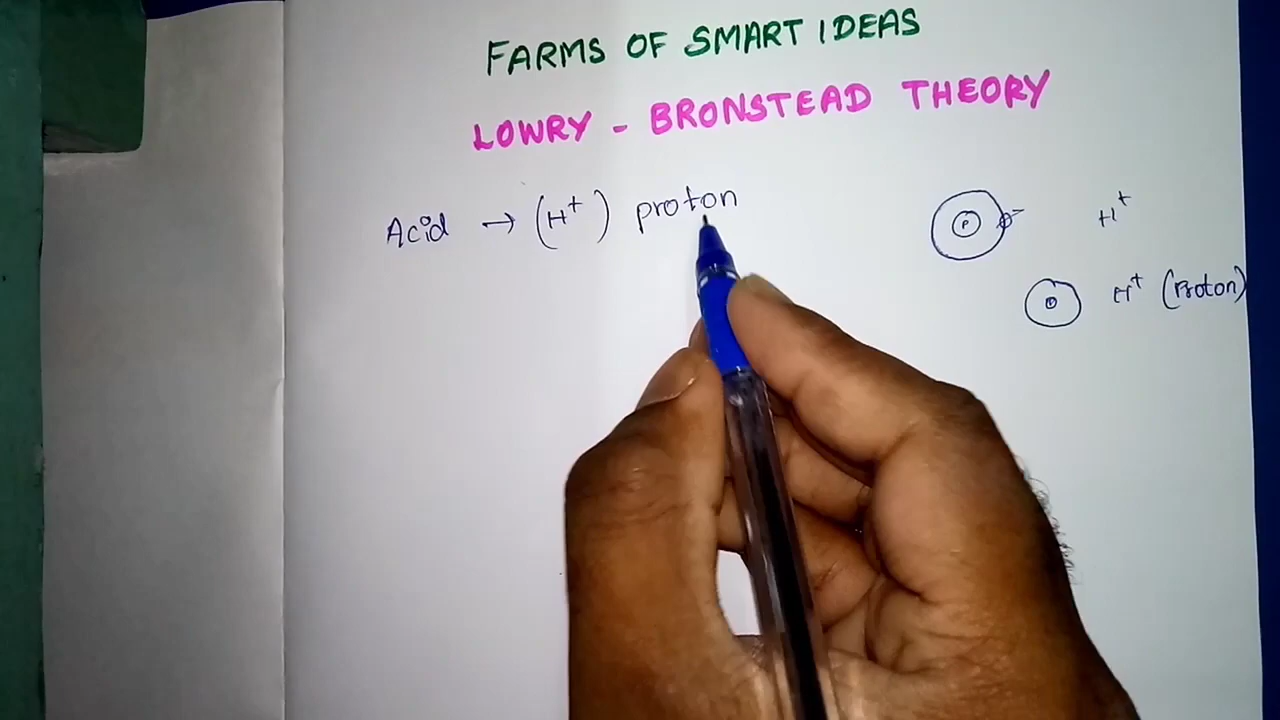 FARMS OF SMART IDEAS
LOWRY - BRONSTEAD THEORY
Acid → (H⁺) proton
P e⁻ H⁺
P H⁺ (Proton)